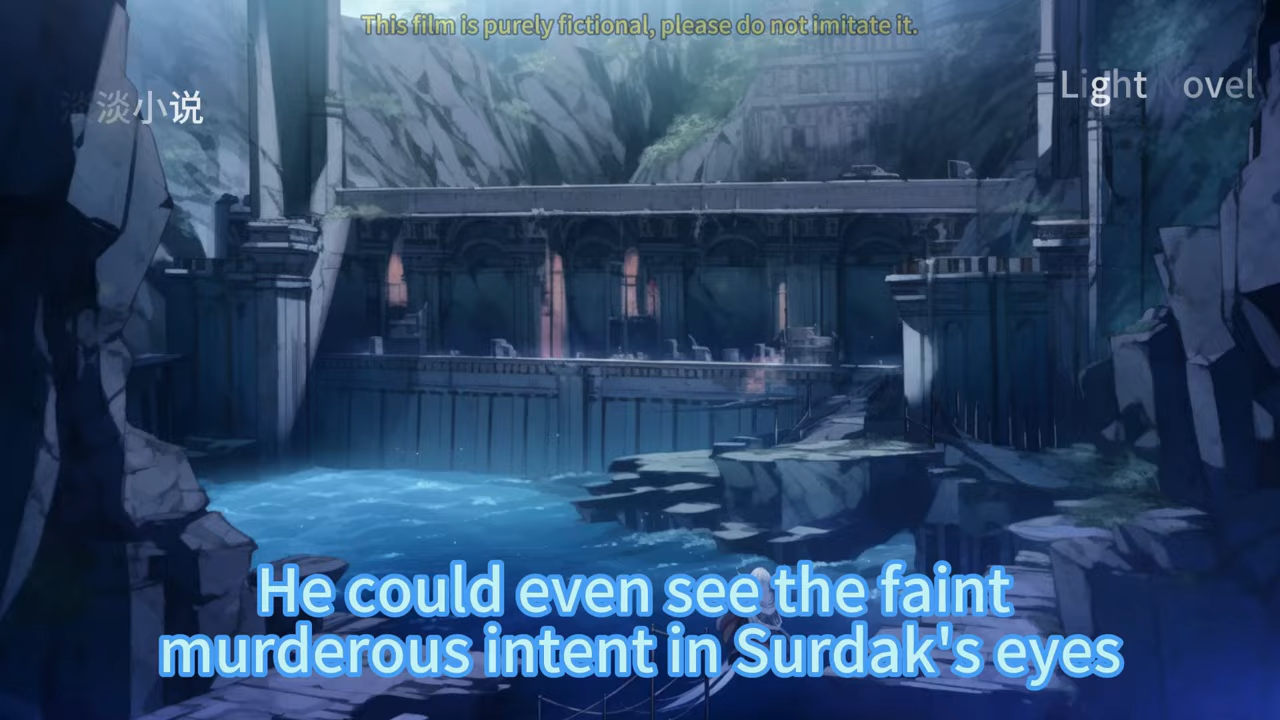 This film is purely fictional, please do not imitate it.
淡淡小说
Light Novel
He could even see the faint
murderous intent in Surdak's eyes